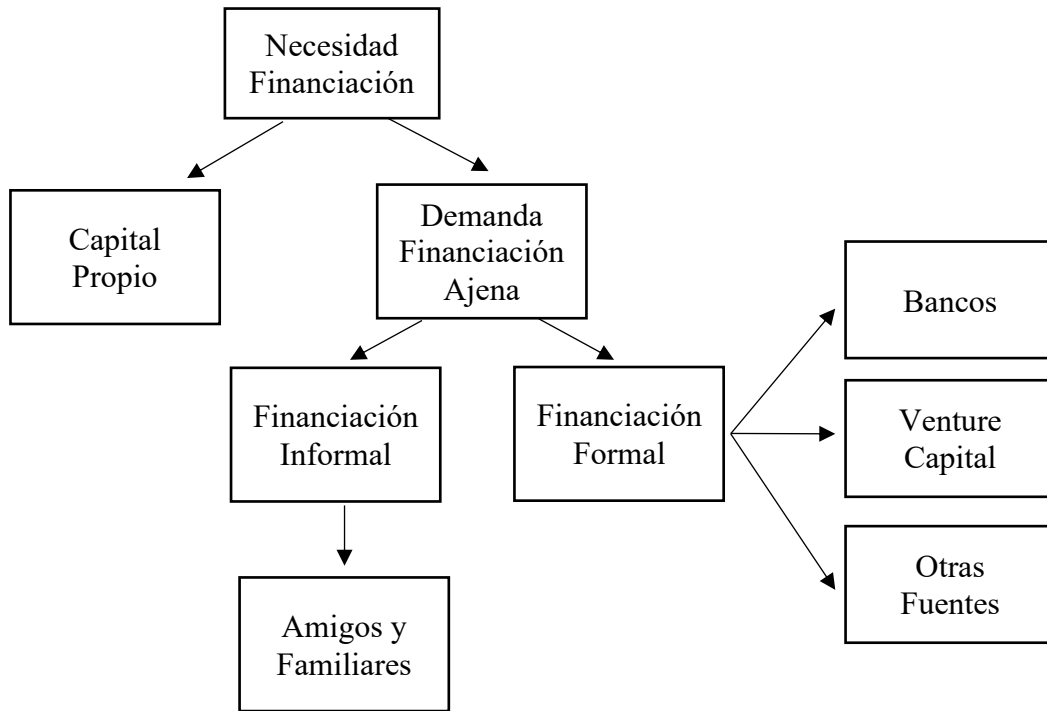 Necesidad
Financiación
Capital
Propio
Demanda
Financiación
Ajena
Bancos
Financiación
Informal
Financiación
Formal
Venture
Capital
Otras
Fuentes
Amigos y
Familiares